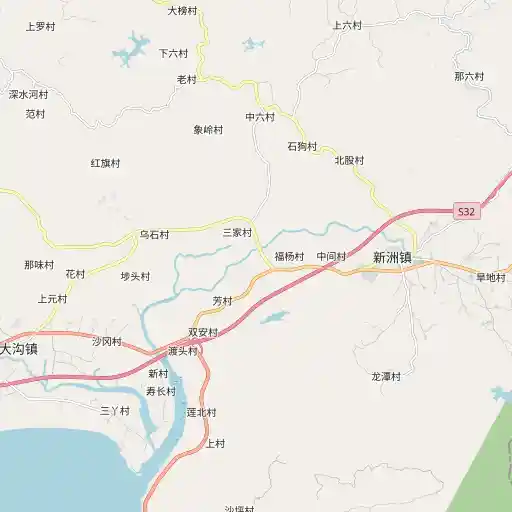 大榜村
上罗村
上六村
下六村
老村
那六村
深水河村
范村
中六村
象岭村
石狗村
北股村
红旗村
S32
乌石村
三家村
福杨村
中间村
新洲镇
那味村
花村
埗头村
旱地村
上元村
芳村
双安村
沙冈村
大沟镇
渡头村
新村
龙潭村
寿长村
三丫村
莲北村
上村
沙坪村